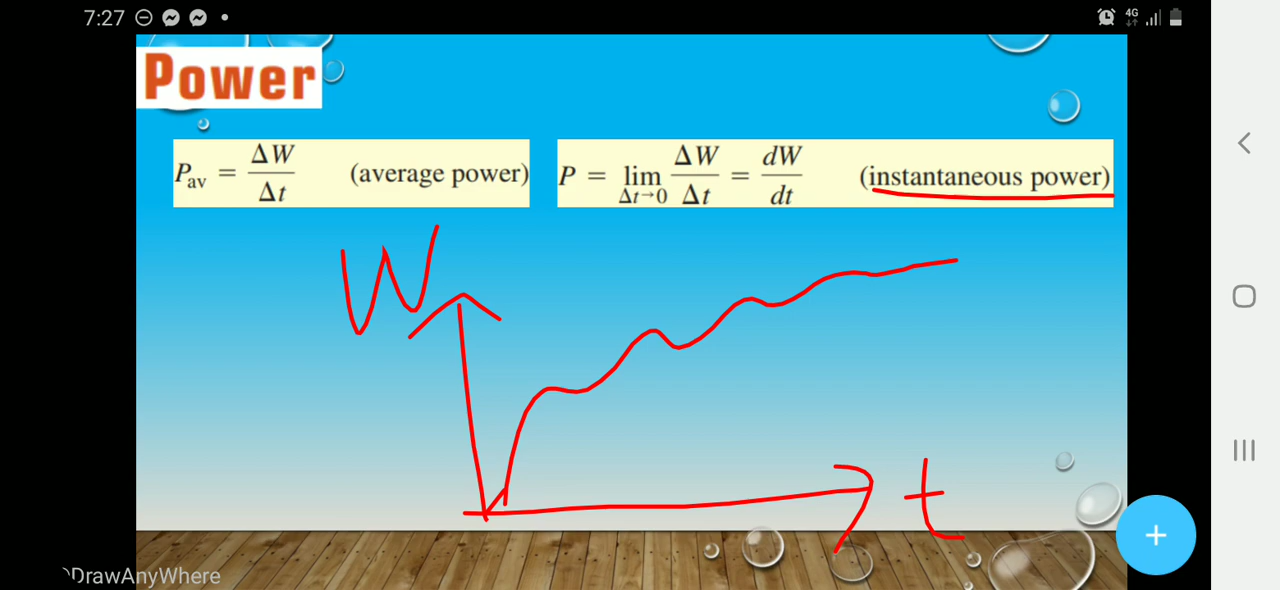 7:27
4G
Power
P_av = ΔW/Δt (average power)
P = lim_{Δt→0} ΔW/Δt = dW/dt (instantaneous power)
W
t
+
DrawAnyWhere